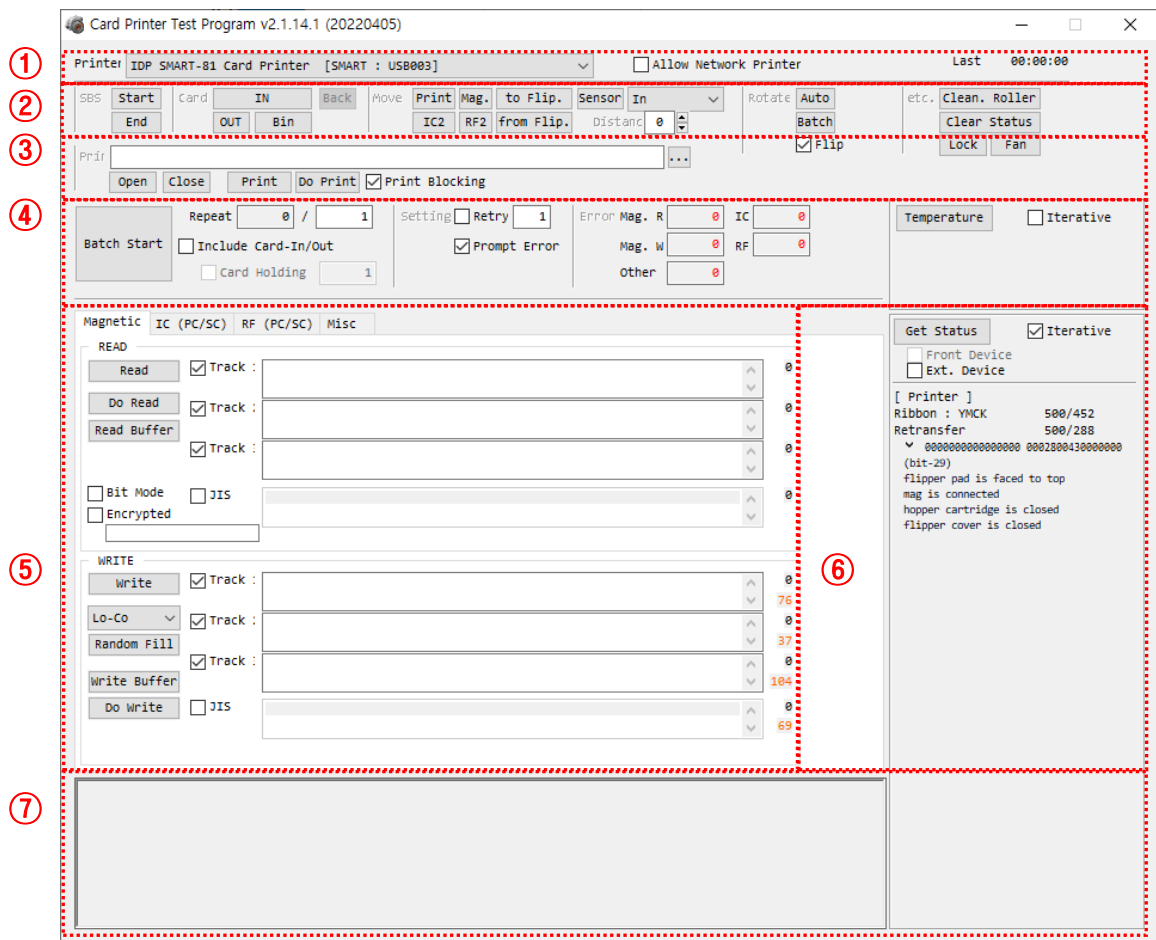 Card Printer Test Program v2.1.14.1 (20220405)
① Printer IDP SMART-81 Card Printer [SMART : USB003] Allow Network Printer Last 00:00:00
② SBS Start Card IN Back Move Print Mag. to Flip. Sensor In Rotate Auto etc. Clean. Roller
End OUT Bin IC2 RF2 from Flip. Distanc 0 Batch Clear Status
Flip Lock Fan
③ Prir ...
Open Close Print Do Print Print Blocking
④ Batch Start Repeat 0 / 1 Setting Retry 1 Error Mag. R 0 IC 0 Temperature Iterative
Include Card-In/Out Prompt Error Mag. W 0 RF 0
Card Holding 1 Other 0
Magnetic IC (PC/SC) RF (PC/SC) Misc
READ
Read Track 0
Do Read Track 0
Read Buffer
Track 0
Bit Mode JIS 0
Encrypted
⑤
WRITE
Write Track 0
76
Lo-Co Track 0
Random Fill 37
Track 0
Write Buffer 104
Do Write JIS 0
69
⑥
Get Status Iterative
Front Device
Ext. Device
[ Printer ]
Ribbon : YMCK 500/452
Retransfer 500/288
0000000000000000 0002800430000000
(bit-29)
flipper pad is faced to top
mag is connected
hopper cartridge is closed
flipper cover is closed
⑦